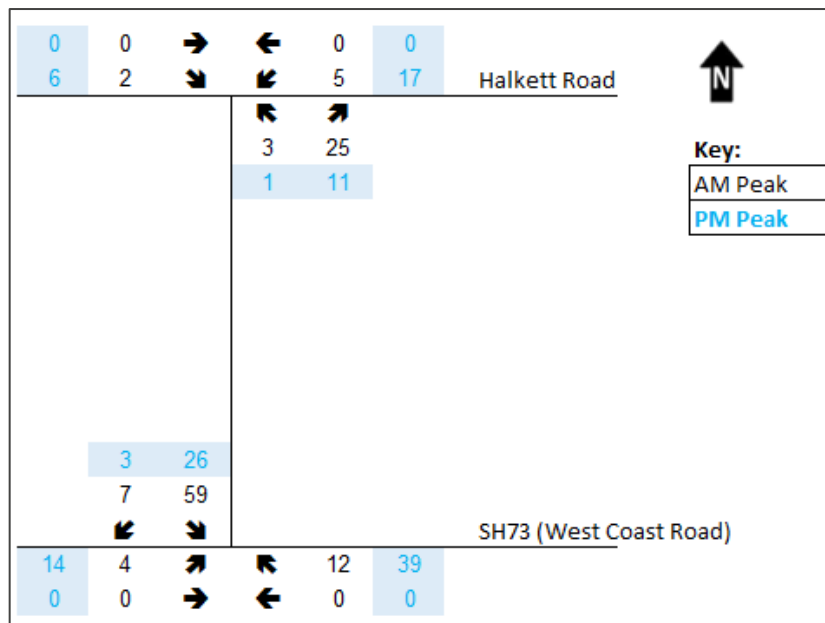 0 0 → ← 0 0
6 2 ↘ ↙ 5 17 Halkett Road
↖ ↗
3 25
1 11
N
Key:
AM Peak
PM Peak
3 26
7 59
↙ ↘ SH73 (West Coast Road)
14 4 ↗ ↖ 12 39
0 0 → ← 0 0